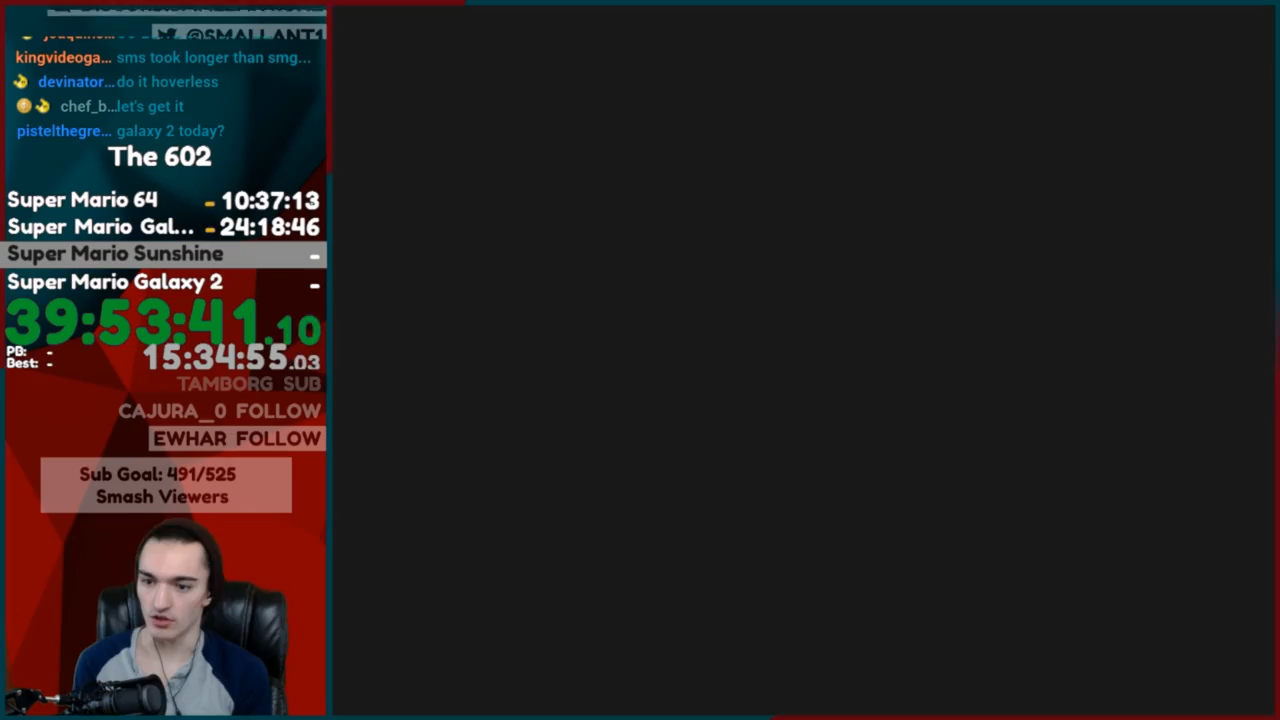 @SMALLANT1
kingvideoga... sms took longer than smg...
devinator... do it hoverless
chef_b... let's get it
pistelthegre... galaxy 2 today?
The 602
Super Mario 64 - 10:37:13
Super Mario Gal... - 24:18:46
Super Mario Sunshine -
Super Mario Galaxy 2 -
39:53:41.10
PB: -
Best: -
15:34:55.03
TAMBORG SUB
CAJURA_0 FOLLOW
EWHAR FOLLOW
Sub Goal: 491/525
Smash Viewers